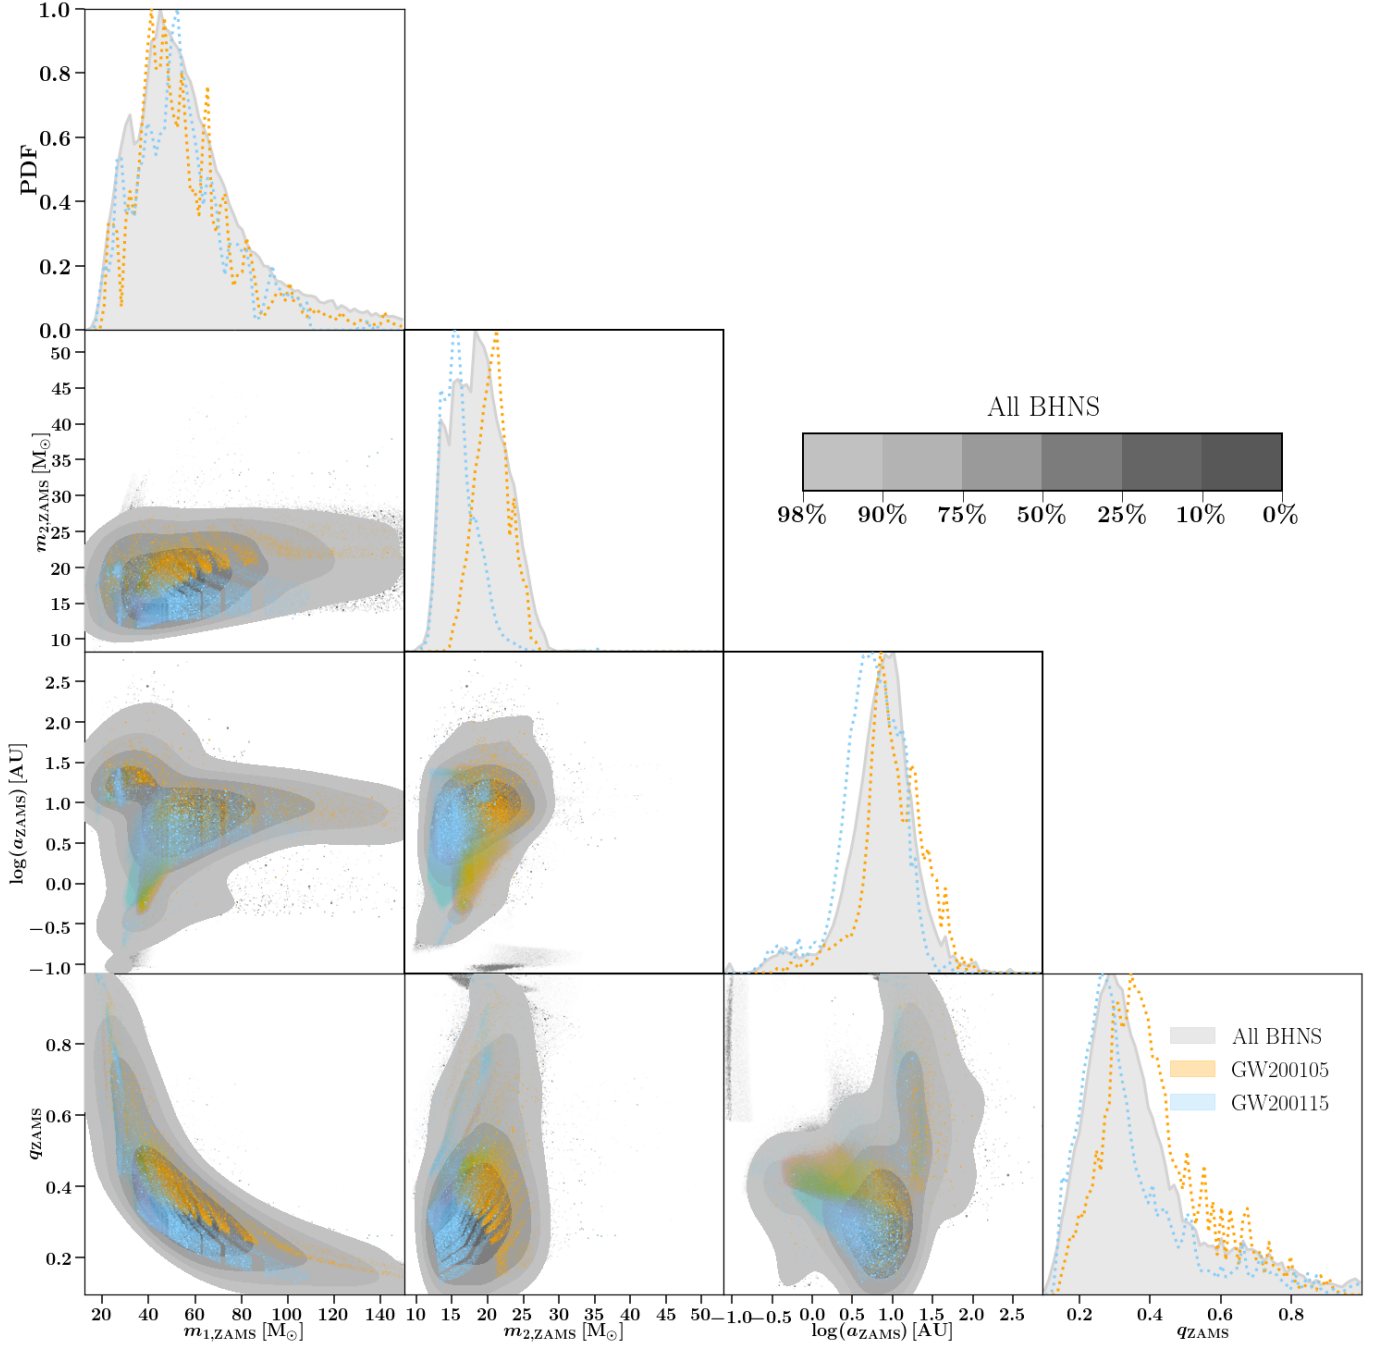 1.0
0.8
0.6
0.4
0.2
0.0
PDF
50
45
40
35
30
25
20
15
10
m₂,ZAMS [M⊙]
All BHNS
98% 90% 75% 50% 25% 10% 0%
2.5
2.0
1.5
1.0
0.5
0.0
−0.5
−1.0
log(aZAMS) [AU]
0.8
0.6
0.4
0.2
qZAMS
All BHNS
GW200105
GW200115
20 40 60 80 100 120 140
m₁,ZAMS [M⊙]
10 15 20 25 30 35 40 45 50
m₂,ZAMS [M⊙]
−1.0 −0.5 0.0 0.5 1.0 1.5 2.0 2.5
log(aZAMS) [AU]
0.2 0.4 0.6 0.8
qZAMS